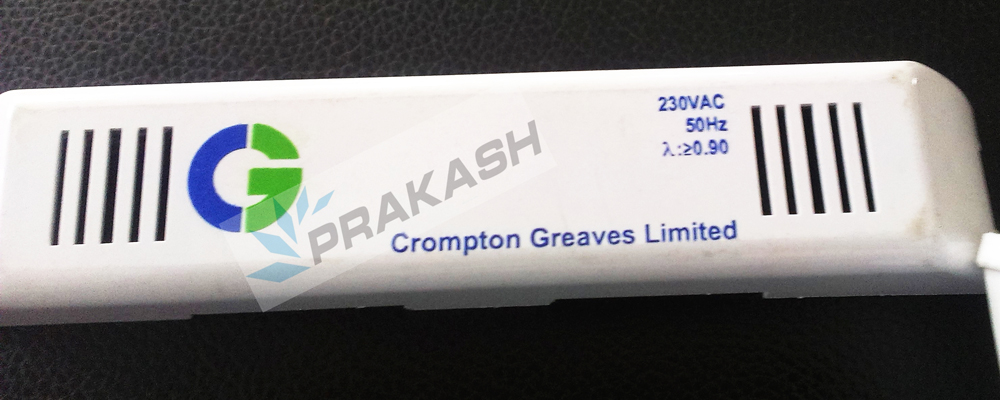 230VAC
50Hz
λ:≥0.90
PRAKASH
Crompton Greaves Limited